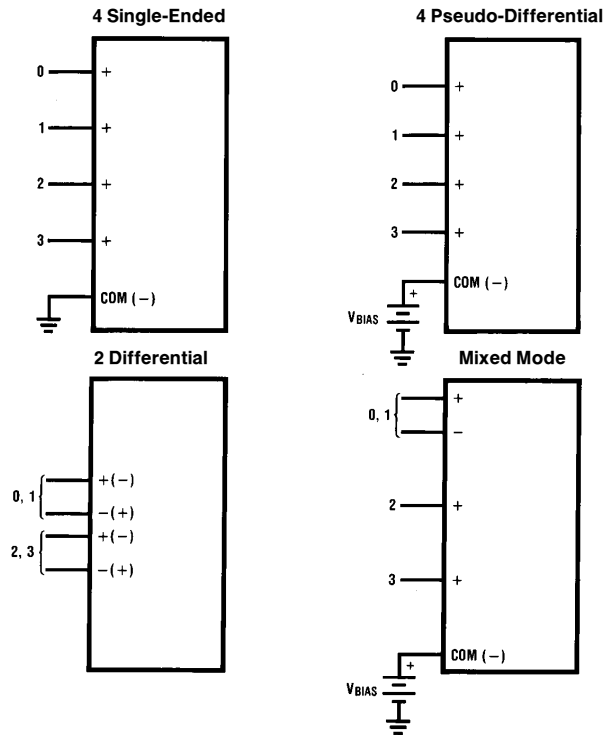 4 Single-Ended
0 +
1 +
2 +
3 +
COM (−)
4 Pseudo-Differential
0 +
1 +
2 +
3 +
COM (−)
+
VBIAS
2 Differential
0, 1
+(−)
−(+)
2, 3
+(−)
−(+)
Mixed Mode
0, 1
+
−
2 +
3 +
COM (−)
+
VBIAS